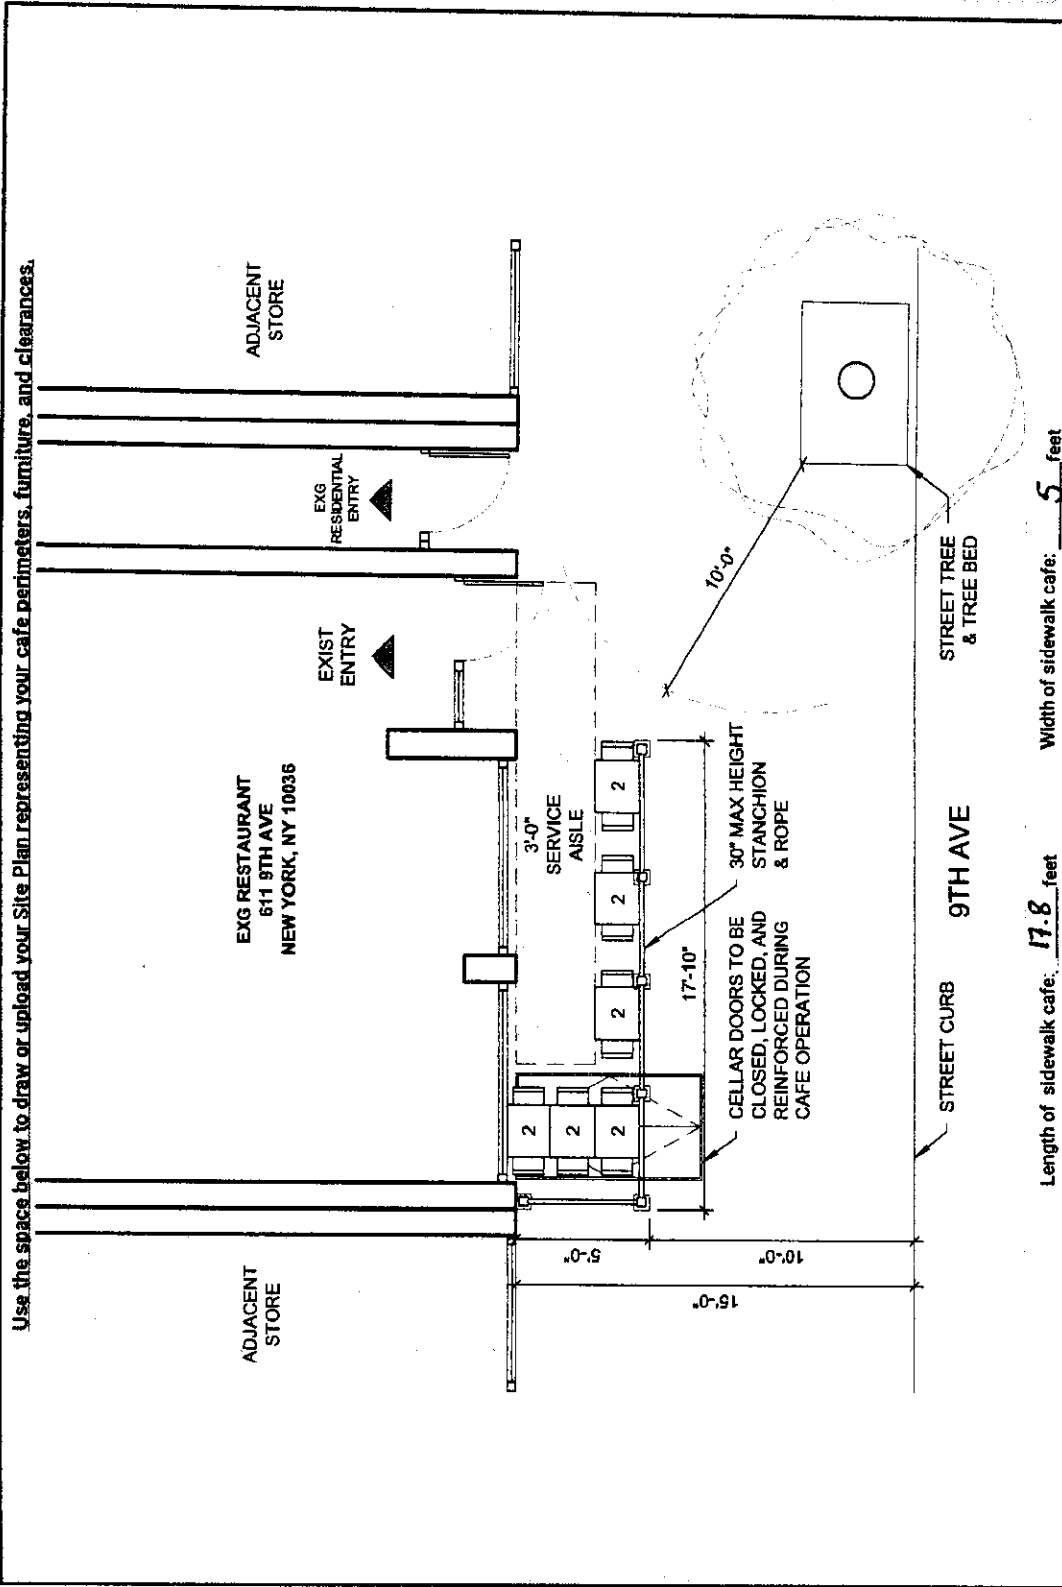 Use the space below to draw or upload your Site Plan representing your cafe perimeters, furniture, and clearances.
ADJACENT
STORE
EXG RESTAURANT
611 9TH AVE
NEW YORK, NY 10036
EXIST
ENTRY
EXG
RESIDENTIAL
ENTRY
ADJACENT
STORE
2
2
2
2
2
2
3'-0"
SERVICE
AISLE
5'-0"
10'-0"
15'-0"
17'-10"
10'-0"
CELLAR DOORS TO BE
CLOSED, LOCKED, AND
REINFORCED DURING
CAFE OPERATION
30" MAX HEIGHT
STANCHION
& ROPE
STREET TREE
& TREE BED
STREET CURB
9TH AVE
Length of sidewalk cafe: 17.8 feet
Width of sidewalk cafe: 5 feet